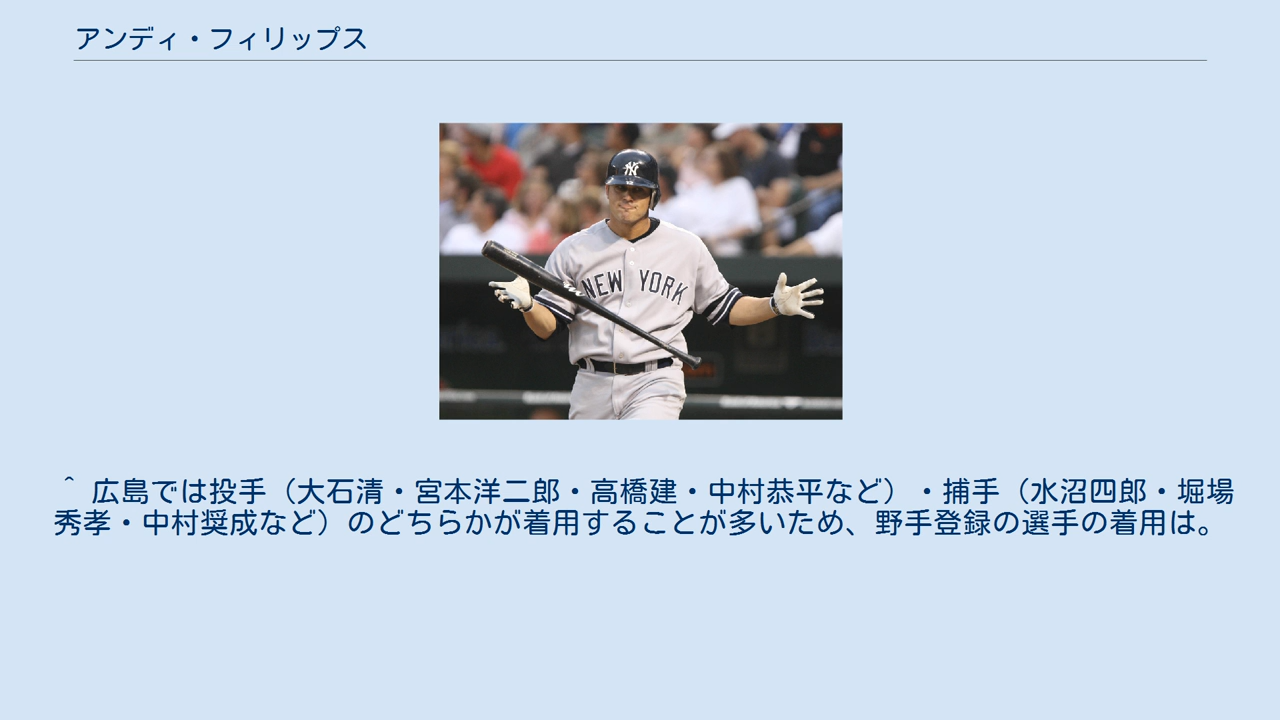 アンディ・フィリップス
NY
NEW YORK
^ 広島では投手（大石清・宮本洋二郎・高橋建・中村恭平など）・捕手（水沼四郎・堀場
秀孝・中村奨成など）のどちらかが着用することが多いため、野手登録の選手の着用は。